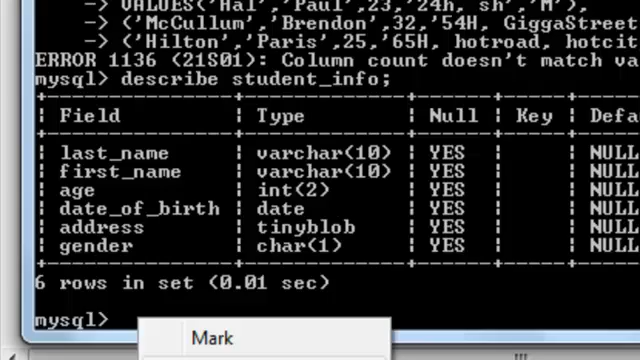 -> VALUES('Hal','Paul',23,'24h, sh','M'),
-> ('McCullum','Brendon',32,'54H, GiggaStreet
-> ('Hilton','Paris',25,'65H, hotroad, hotcit
ERROR 1136 (21S01): Column count doesn't match va
mysql> describe student_info;
| Field | Type | Null | Key | Defa
| last_name | varchar(10) | YES | | NULL
| first_name | varchar(10) | YES | | NULL
| age | int(2) | YES | | NULL
| date_of_birth | date | YES | | NULL
| address | tinyblob | YES | | NULL
| gender | char(1) | YES | | NULL
6 rows in set (0.01 sec)
mysql>
Mark